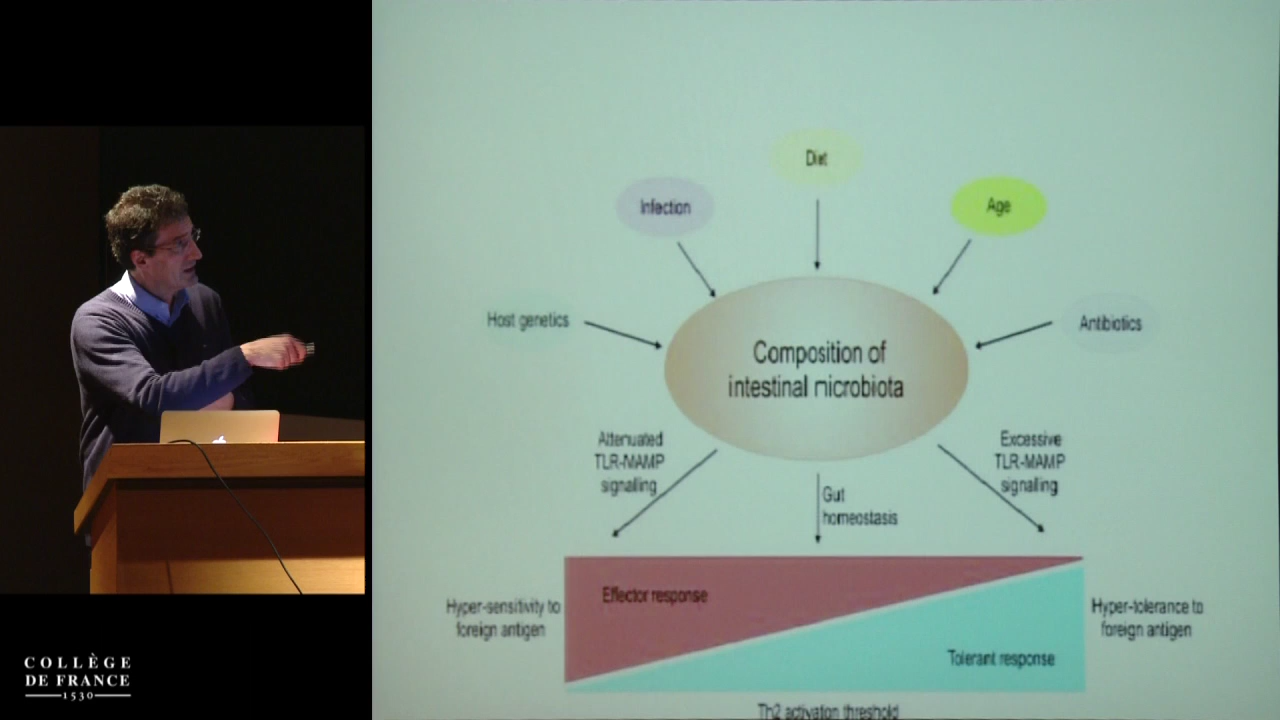 Diet
Infection
Age
Host genetics
Antibiotics
Composition of
intestinal microbiota
Attenuated
TLR-MAMP
signalling
Excessive
TLR-MAMP
signalling
Gut
homeostasis
Effector response
Hyper-sensitivity to
foreign antigen
Hyper-tolerance to
foreign antigen
Tolerant response
Th2 activation threshold
COLLÈGE
DE FRANCE
1530